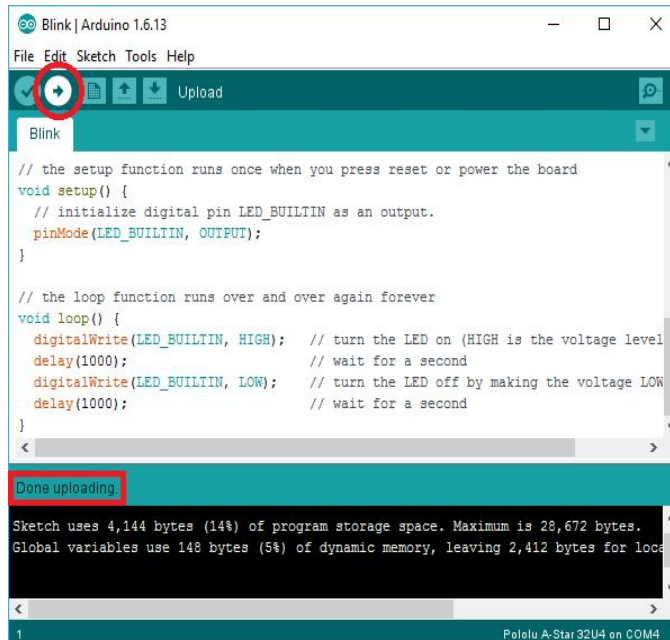 Blink | Arduino 1.6.13
File Edit Sketch Tools Help
Upload
Blink
// the setup function runs once when you press reset or power the board
void setup() {
  // initialize digital pin LED_BUILTIN as an output.
  pinMode(LED_BUILTIN, OUTPUT);
}

// the loop function runs over and over again forever
void loop() {
  digitalWrite(LED_BUILTIN, HIGH);   // turn the LED on (HIGH is the voltage level
  delay(1000);                       // wait for a second
  digitalWrite(LED_BUILTIN, LOW);    // turn the LED off by making the voltage LOW
  delay(1000);                       // wait for a second
}
Done uploading.
Sketch uses 4,144 bytes (14%) of program storage space. Maximum is 28,672 bytes.
Global variables use 148 bytes (5%) of dynamic memory, leaving 2,412 bytes for loca
1 Pololu A-Star 32U4 on COM4